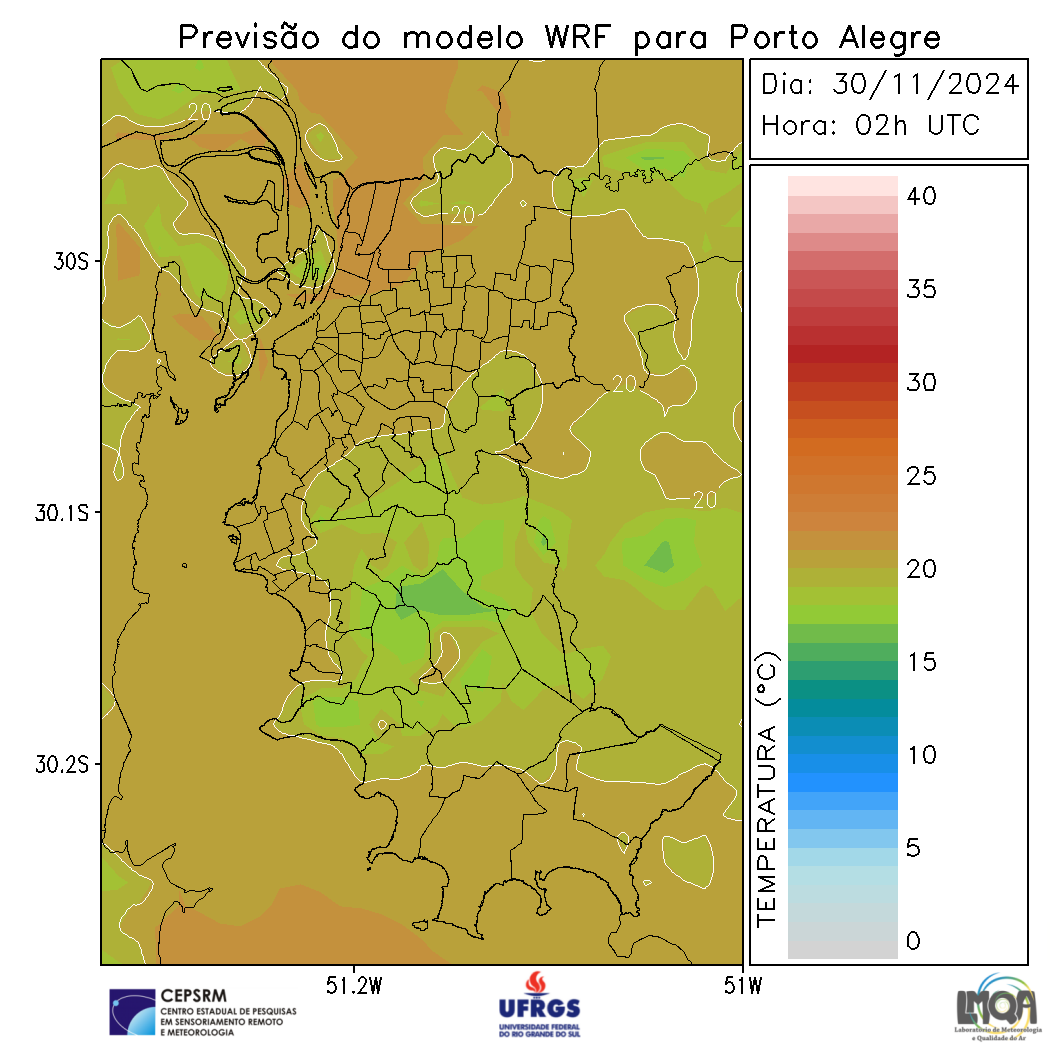 Previsão do modelo WRF para Porto Alegre
Dia: 30/11/2024
Hora: 02h UTC
20
20
20
20
30S
30.1S
30.2S
51.2W
51W
TEMPERATURA (°C)
40
35
30
25
20
15
10
5
0
CEPSRM
CENTRO ESTADUAL DE PESQUISAS
EM SENSORIAMENTO REMOTO
E METEOROLOGIA
UFRGS
UNIVERSIDADE FEDERAL
DO RIO GRANDE DO SUL
LMQA
Laboratório de Meteorologia
e Qualidade do Ar